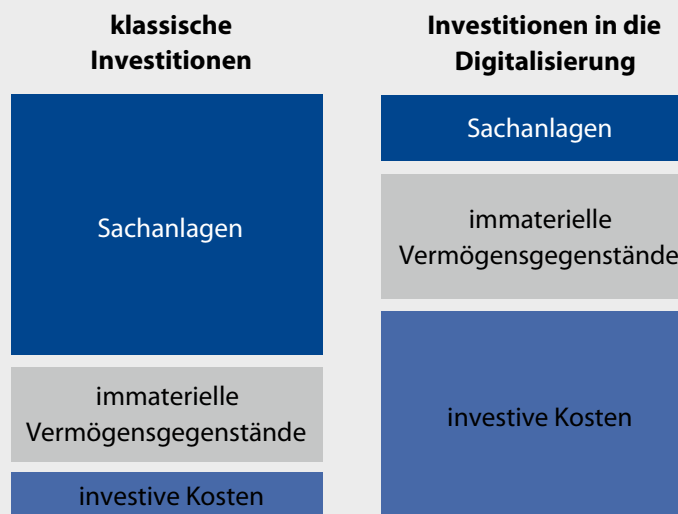 klassische
Investitionen
Sachanlagen
immaterielle
Vermögensgegenstände
investive Kosten
Investitionen in die
Digitalisierung
Sachanlagen
immaterielle
Vermögensgegenstände
investive Kosten